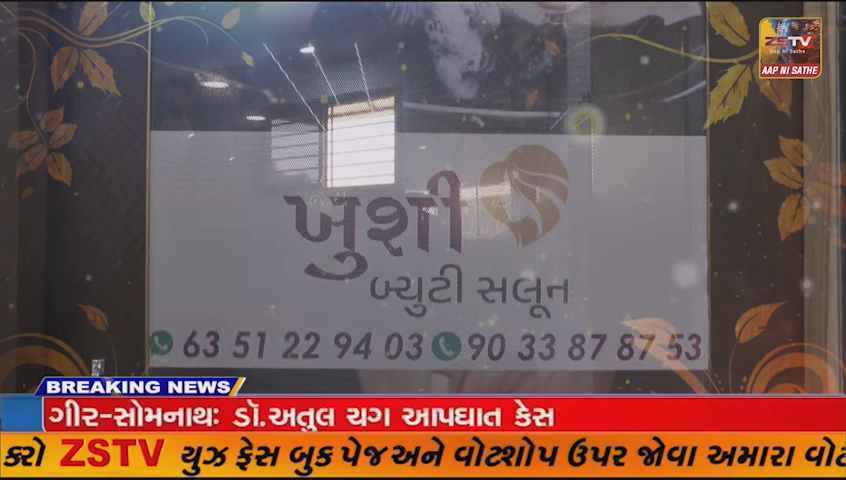 ZSTV
Aap Ni Sathe
AAP NI SATHE
ખુશી
બ્યુટી સલૂન
63 51 22 94 03 90 33 87 87 53
BREAKING NEWS
ગીર-સોમનાથઃ ડૉ.અતુલ ચગ આપઘાત કેસ
કરો ZSTV યુઝ ફેસ બુક પેજ અને વોટ્શોપ ઉપર જોવા અમારા વોટ